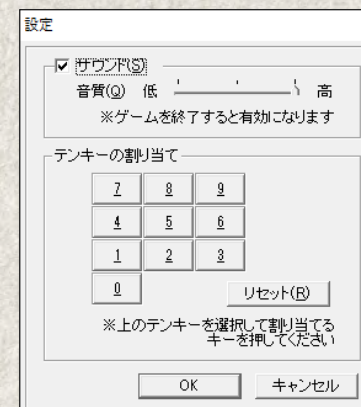 設定
サウンド(S)
音質(Q) 低 高
※ゲームを終了すると有効になります
テンキーの割り当て
7 8 9
4 5 6
1 2 3
0
リセット(R)
※上のテンキーを選択して割り当てる
キーを押してください
OK キャンセル